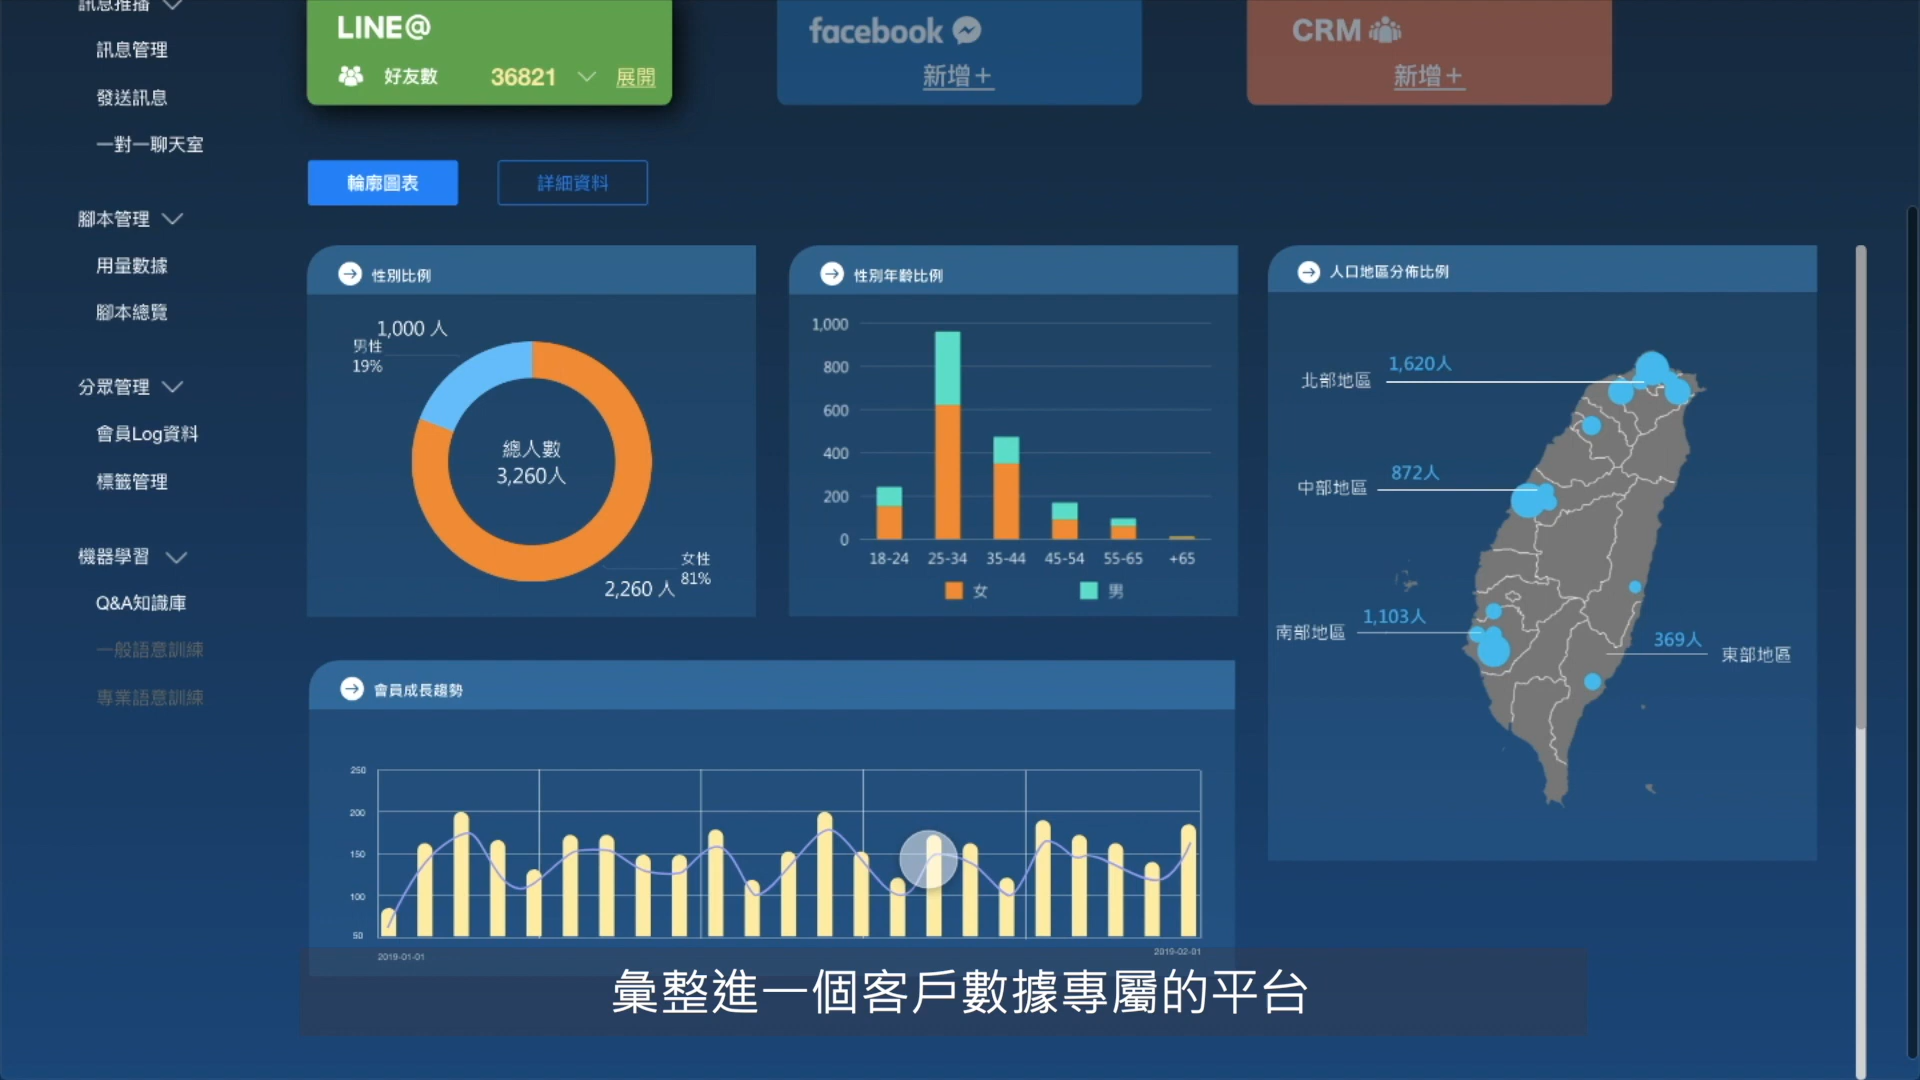 訊息推播
訊息管理
發送訊息
一對一聊天室
腳本管理
用量數據
腳本總覽
分眾管理
會員Log資料
標籤管理
機器學習
Q&A知識庫
一般語意訓練
專業語意訓練
LINE@
好友數 36821 展開
facebook
新增+
CRM
新增+
輪廓圖表
詳細資料
性別比例
1,000 人
男性
19%
總人數
3,260人
女性
81%
2,260 人
性別年齡比例
1,000
800
600
400
200
0
18-24 25-34 35-44 45-54 55-65 +65
女 男
人口地區分佈比例
1,620人
北部地區
872人
中部地區
1,103人
南部地區
369人
東部地區
會員成長趨勢
250
200
150
100
50
2019-01-01 2019-02-01
彙整進一個客戶數據專屬的平台